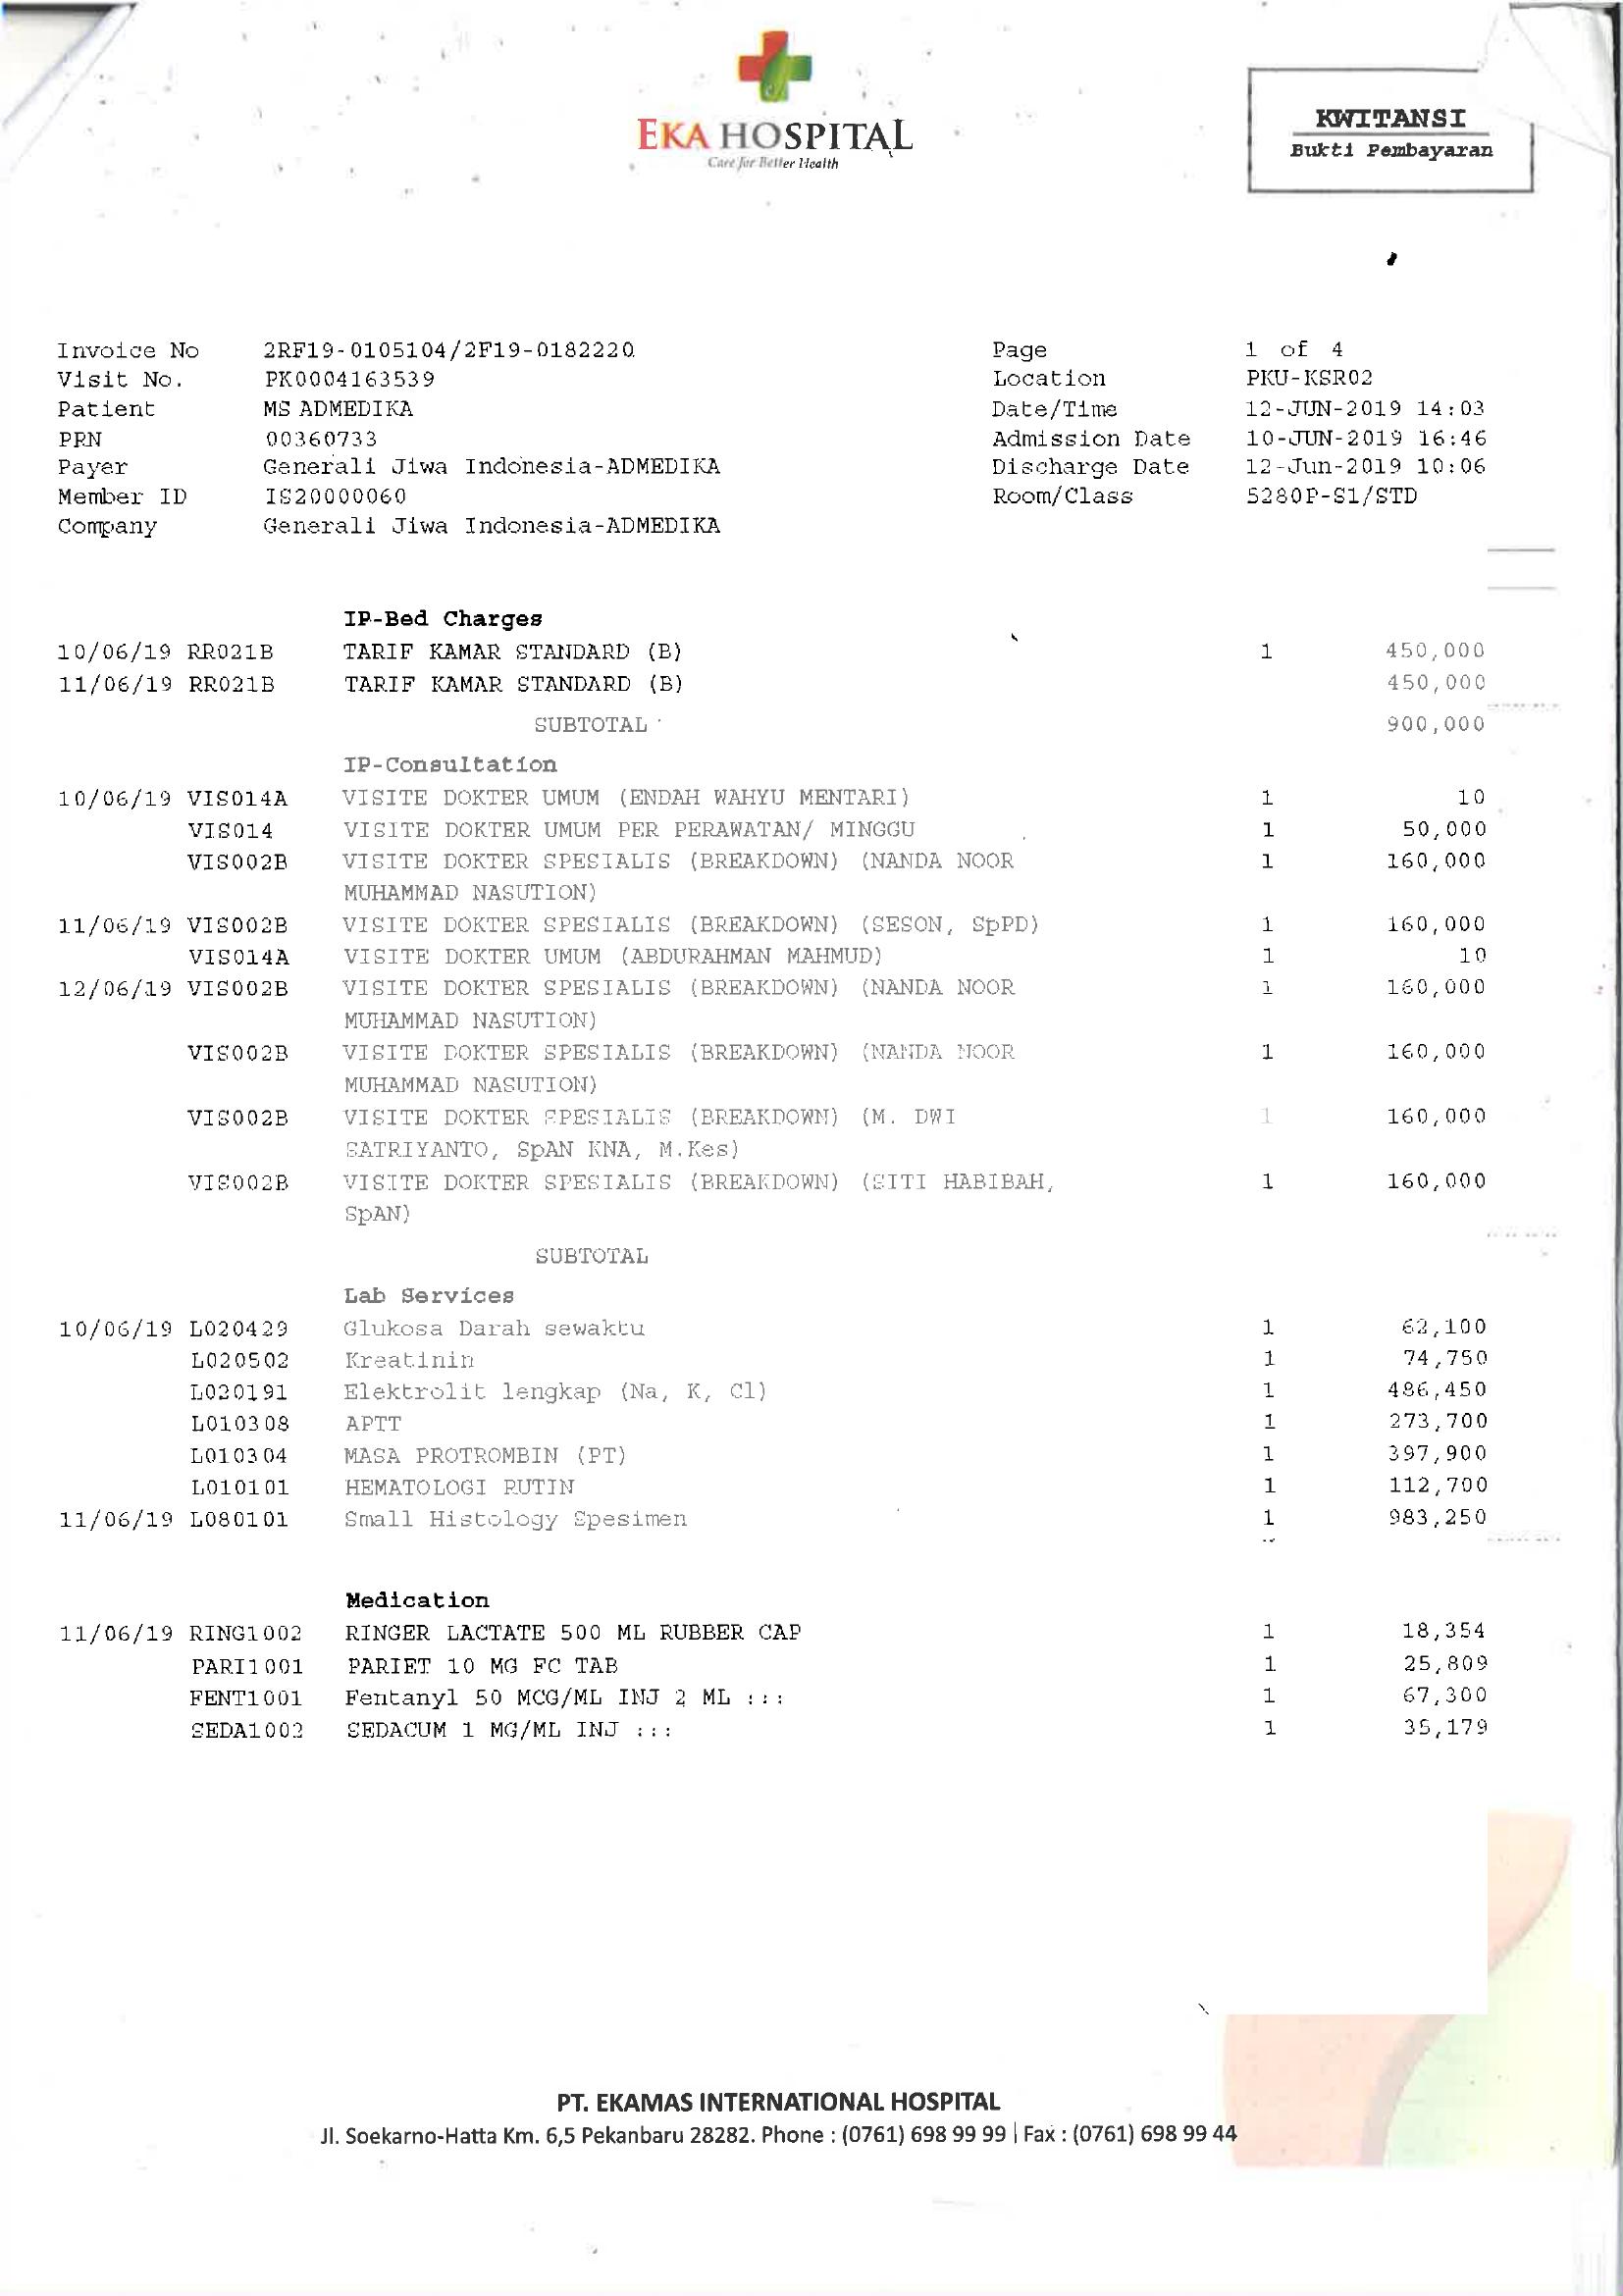 EKA HOSPITAL
Care for Better Health
KWITANSI
Bukti Pembayaran
Invoice No 2RF19-0105104/2F19-0182220 Page 1 of 4
Visit No. PK0004163539 Location PKU-KSR02
Patient MS ADMEDIKA Date/Time 12-JUN-2019 14:03
PRN 00360733 Admission Date 10-JUN-2019 16:46
Payer Generali Jiwa Indonesia-ADMEDIKA Discharge Date 12-Jun-2019 10:06
Member ID IS20000060 Room/Class 5280P-S1/STD
Company Generali Jiwa Indonesia-ADMEDIKA
IP-Bed Charges
10/06/19 RR021B TARIF KAMAR STANDARD (B) 1 450,000
11/06/19 RR021B TARIF KAMAR STANDARD (B) 450,000
SUBTOTAL 900,000
IP-Consultation
10/06/19 VIS014A VISITE DOKTER UMUM (ENDAH WAHYU MENTARI) 1 10
VIS014 VISITE DOKTER UMUM PER PERAWATAN/ MINGGU 1 50,000
VIS002B VISITE DOKTER SPESIALIS (BREAKDOWN) (NANDA NOOR 1 160,000
MUHAMMAD NASUTION)
11/06/19 VIS002B VISITE DOKTER SPESIALIS (BREAKDOWN) (SESON, SpPD) 1 160,000
VIS014A VISITE DOKTER UMUM (ABDURAHMAN MAHMUD) 1 10
12/06/19 VIS002B VISITE DOKTER SPESIALIS (BREAKDOWN) (NANDA NOOR 1 160,000
MUHAMMAD NASUTION)
VIS002B VISITE DOKTER SPESIALIS (BREAKDOWN) (NANDA NOOR 1 160,000
MUHAMMAD NASUTION)
VIS002B VISITE DOKTER SPESIALIS (BREAKDOWN) (M. DWI 1 160,000
SATRIYANTO, SpAN KNA, M.Kes)
VIS002B VISITE DOKTER SPESIALIS (BREAKDOWN) (SITI HABIBAH, 1 160,000
SpAN)
SUBTOTAL
Lab Services
10/06/19 L020429 Glukosa Darah sewaktu 1 62,100
L020502 Kreatinin 1 74,750
L020191 Elektrolit lengkap (Na, K, Cl) 1 486,450
L010308 APTT 1 273,700
L010304 MASA PROTROMBIN (PT) 1 397,900
L010101 HEMATOLOGI RUTIN 1 112,700
11/06/19 L080101 Small Histology Spesimen 1 983,250
Medication
11/06/19 RING1002 RINGER LACTATE 500 ML RUBBER CAP 1 18,354
PARI1001 PARIET 10 MG FC TAB 1 25,809
FENT1001 Fentanyl 50 MCG/ML INJ 2 ML ::: 1 67,300
SEDA1002 SEDACUM 1 MG/ML INJ ::: 1 35,179
PT. EKAMAS INTERNATIONAL HOSPITAL
Jl. Soekarno-Hatta Km. 6,5 Pekanbaru 28282. Phone : (0761) 698 99 99 | Fax : (0761) 698 99 44